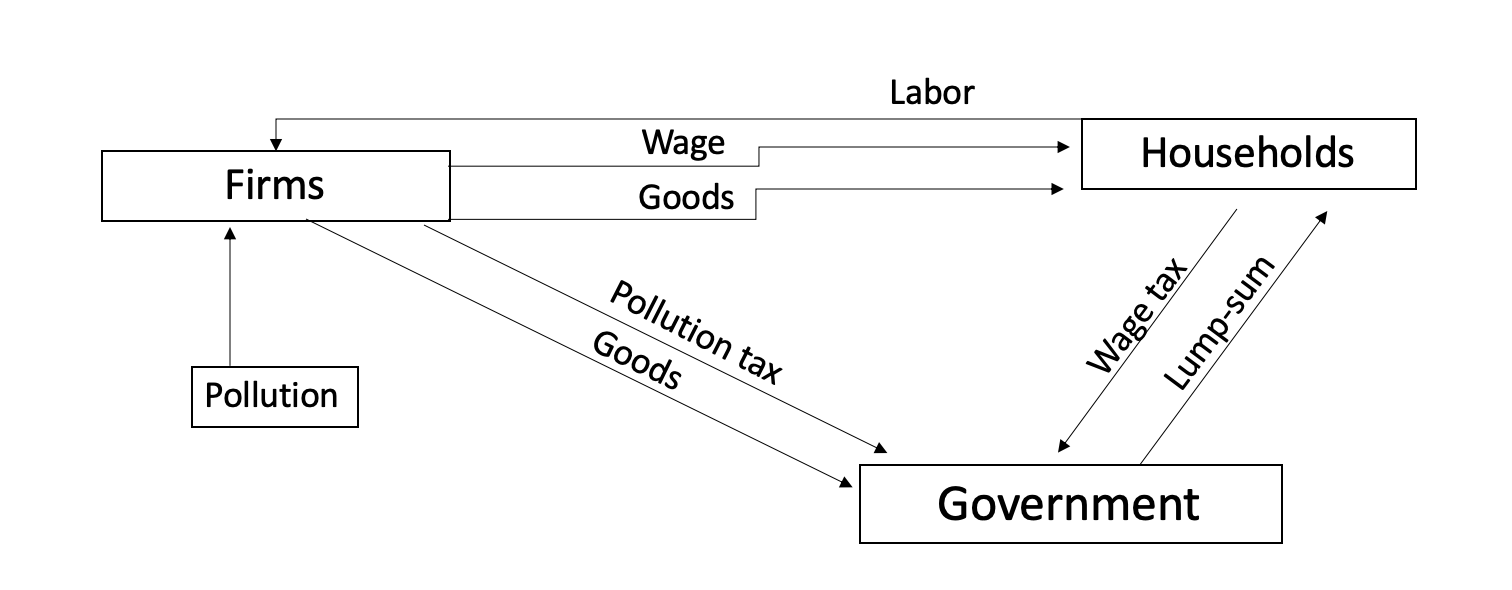 Labor
Wage
Households
Firms
Goods
Pollution tax
Goods
Wage tax
Lump-sum
Pollution
Government